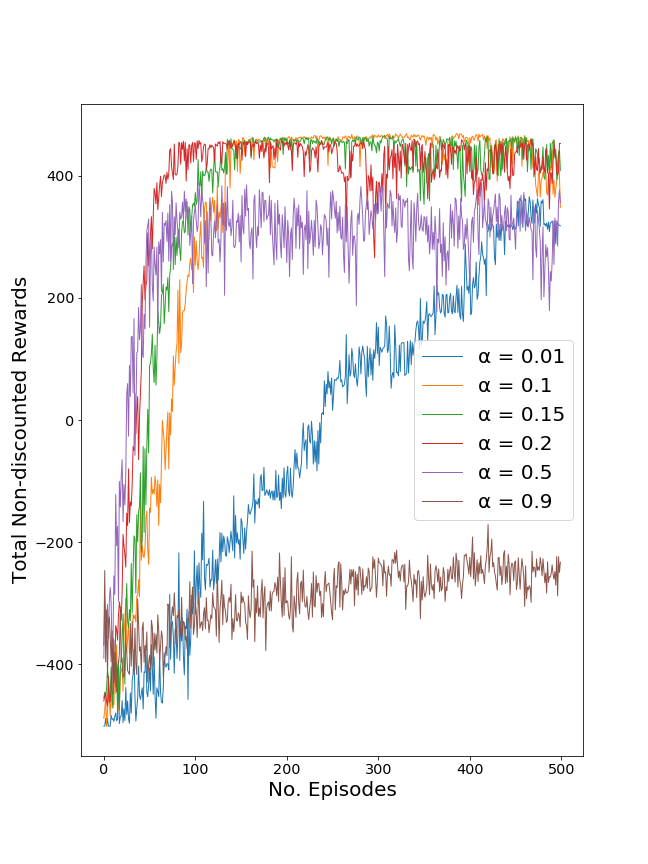 Total Non-discounted Rewards
400
200
0
−200
−400
α = 0.01
α = 0.1
α = 0.15
α = 0.2
α = 0.5
α = 0.9
0 100 200 300 400 500
No. Episodes